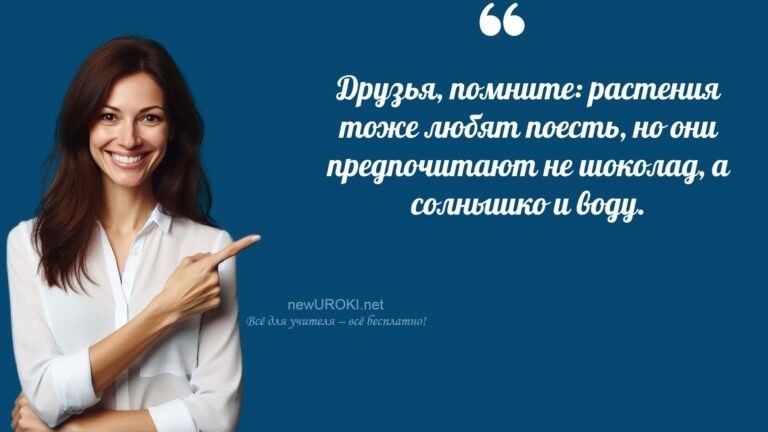 Друзья, помните: растения
тоже любят поесть, но они
предпочитают не шоколад, а
солнышко и воду.
newUROKI.net
Всё для учителя – всё бесплатно!